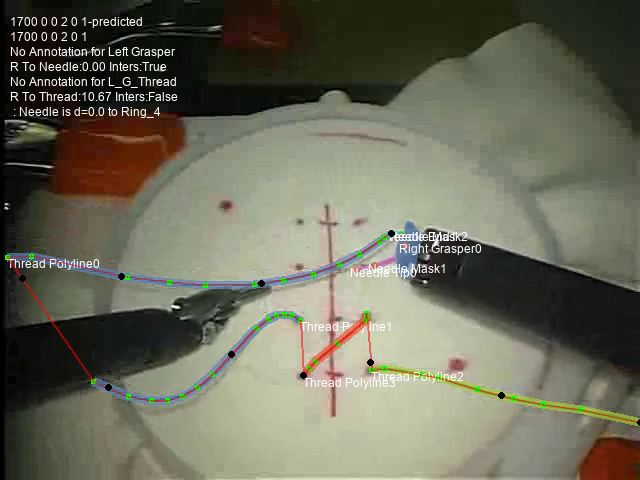 1700 0 0 2 0 1-predicted
1700 0 0 2 0 1
No Annotation for Left Grasper
R To Needle:0.00 Inters:True
No Annotation for L_G_Thread
R To Thread:10.67 Inters:False
: Needle is d=0.0 to Ring_4
Right Grasper0
Thread Polyline0
Needle Mask1
Needle Tip0
Thread Polyline1
Thread Polyline2
Thread Polyline3